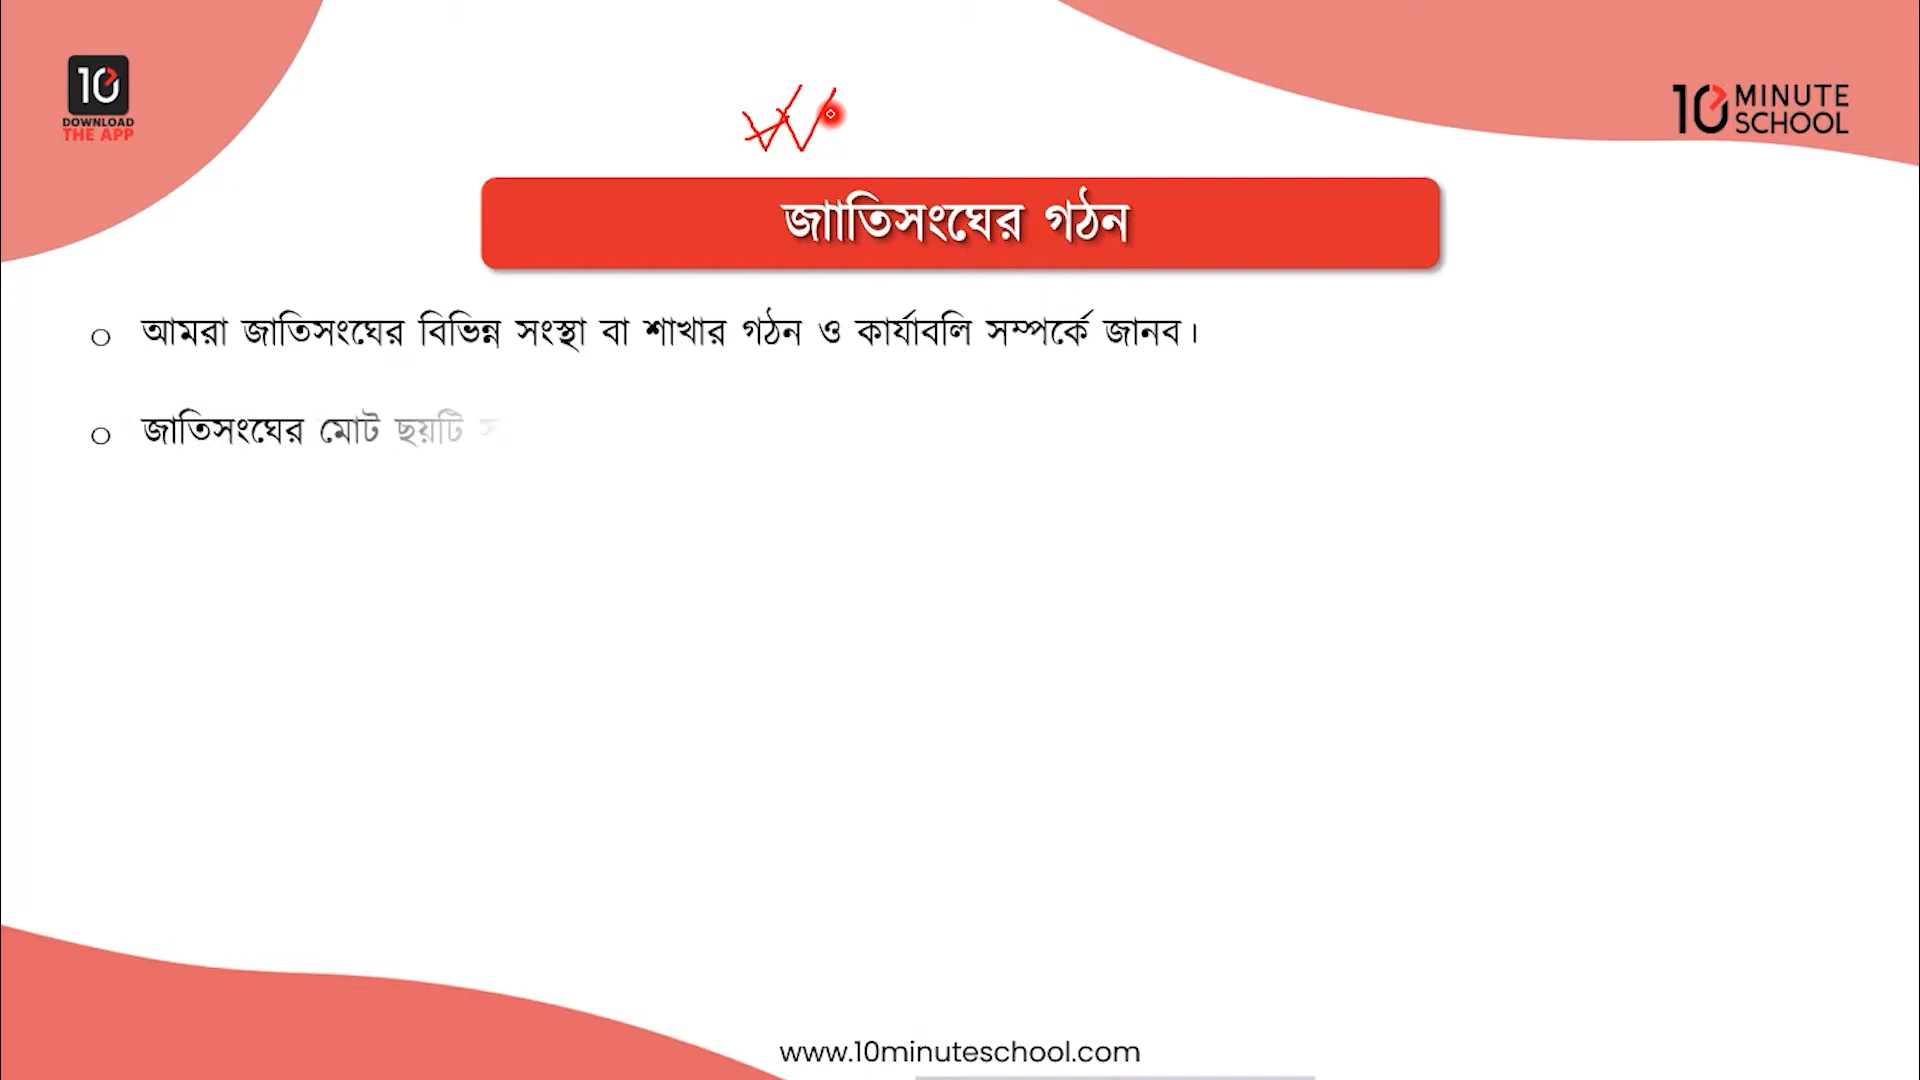 10
DOWNLOAD
THE APP
10 MINUTE
SCHOOL
জাাতিসংঘের গঠন
আমরা জাতিসংঘের বিভিন্ন সংস্থা বা শাখার গঠন ও কার্যাবলি সম্পর্কে জানব।
জাতিসংঘের মোট ছয়টি
www.10minuteschool.com